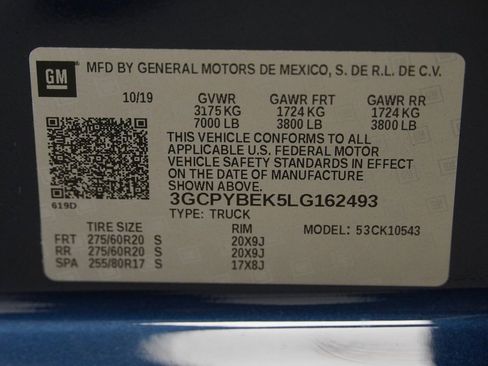 GM MFD BY GENERAL MOTORS DE MEXICO, S. DE R.L. DE C.V.
10/19 GVWR GAWR FRT GAWR RR
3175 KG 1724 KG 1724 KG
7000 LB 3800 LB 3800 LB
THIS VEHICLE CONFORMS TO ALL
APPLICABLE U.S. FEDERAL MOTOR
VEHICLE SAFETY STANDARDS IN EFFECT
ON THE DATE OF MANUFACTURE
SHOWN ABOVE.
619D 3GCPYBEK5LG162493
TYPE: TRUCK
TIRE SIZE RIM MODEL: 53CK10543
FRT 275/60R20 S 20X9J
RR 275/60R20 S 20X9J
SPA 255/80R17 S 17X8J